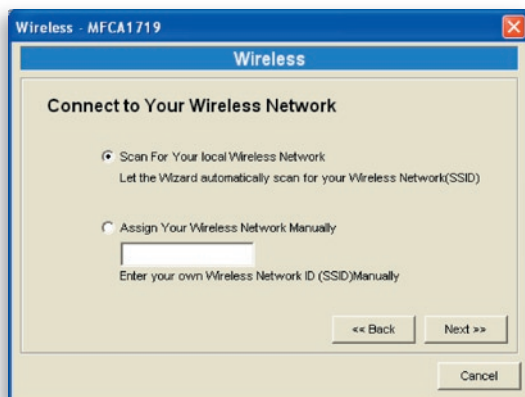 Wireless - MFCA1719
Wireless
Connect to Your Wireless Network
Scan For Your local Wireless Network
Let the Wizard automatically scan for your Wireless Network(SSID)
Assign Your Wireless Network Manually
Enter your own Wireless Network ID (SSID)Manually
<< Back
Next >>
Cancel